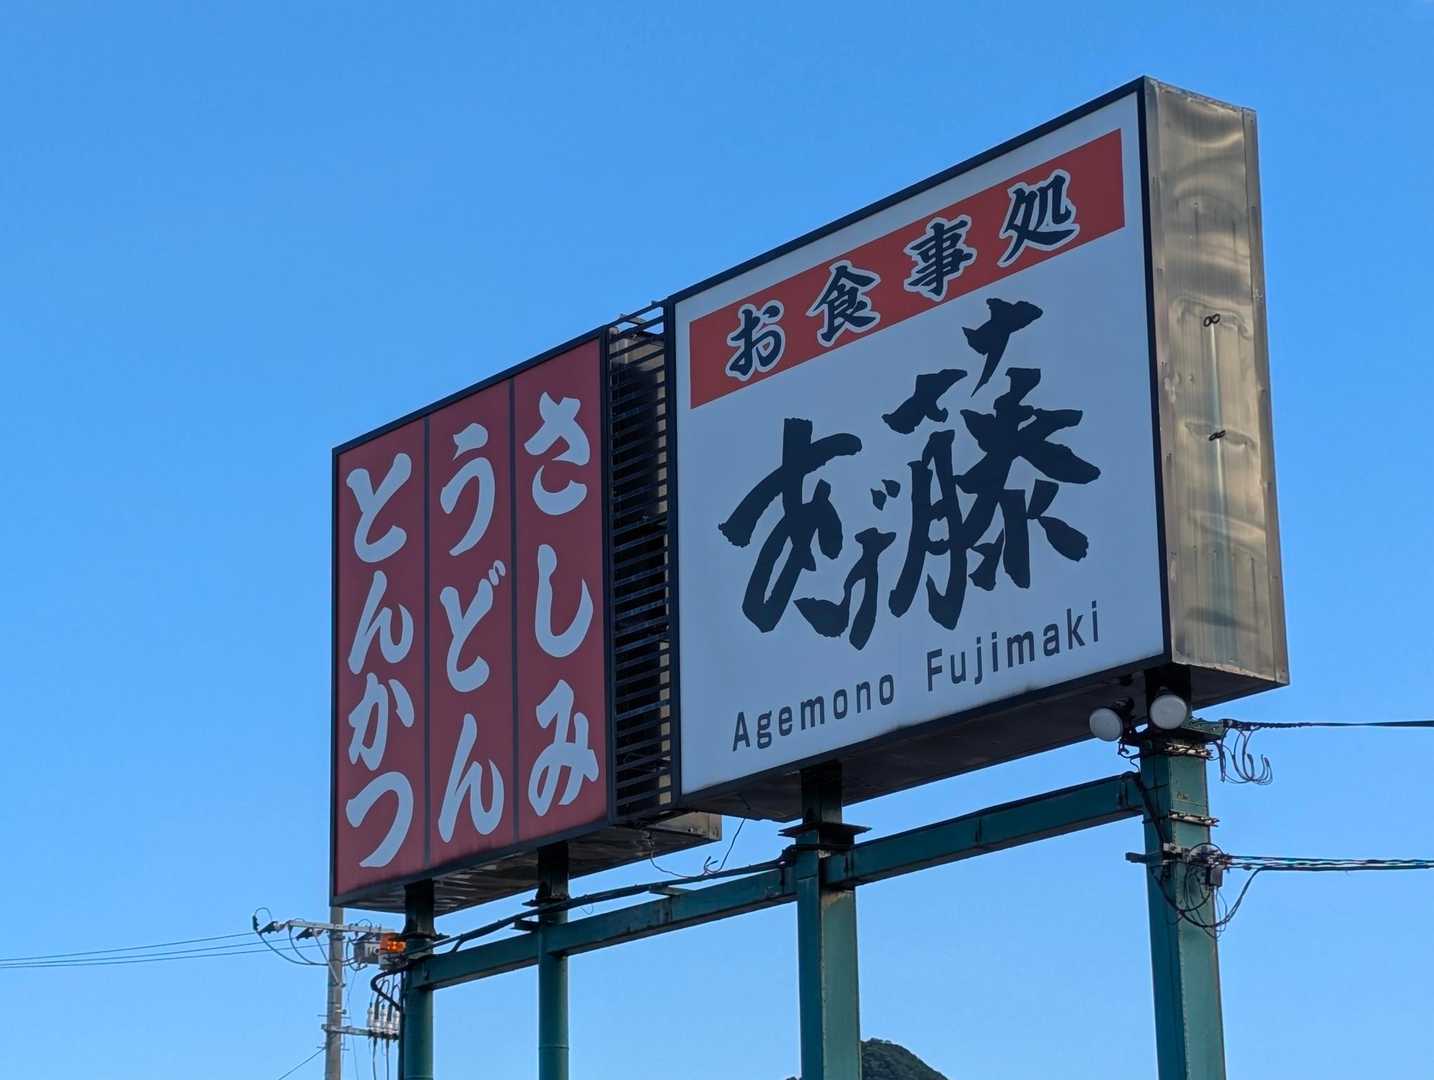 お食事処
あげ藤
Agemono Fujimaki
さしみ
うどん
とんかつ